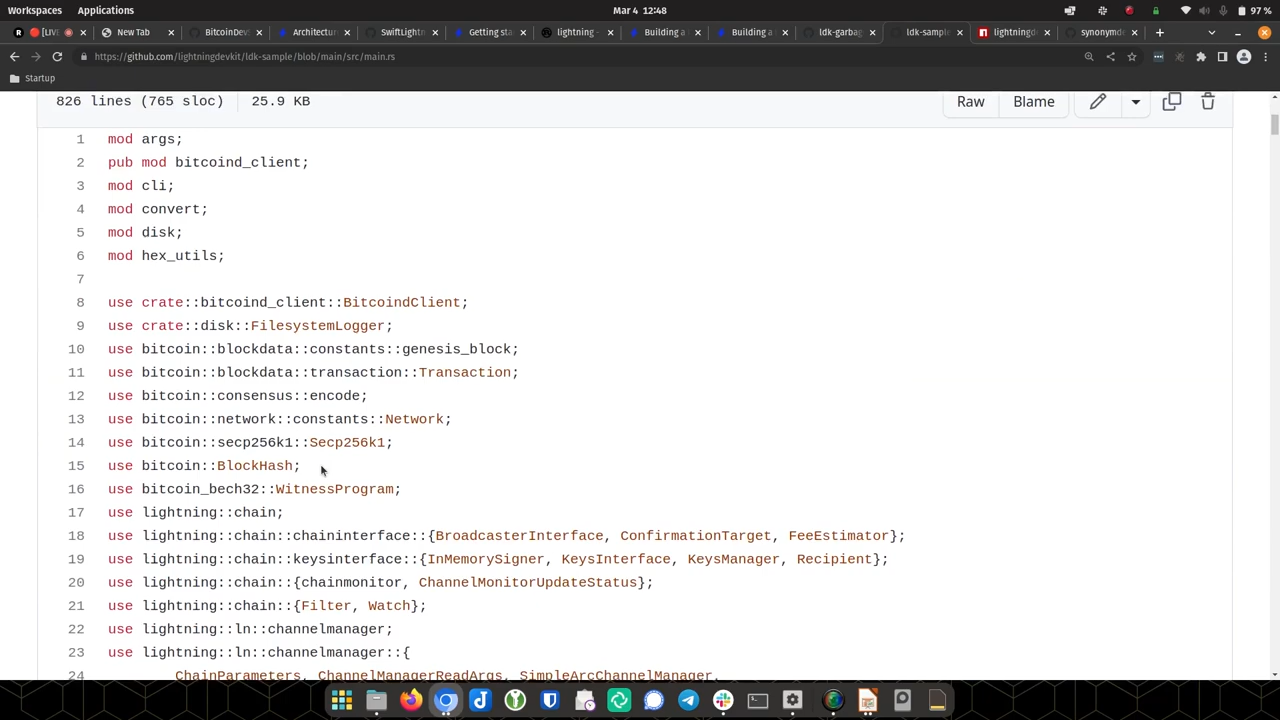 Workspaces Applications Mar 4 12:48 97 %
[LIV New Tab BitcoinDev Architectur SwiftLight Getting sta lightning - Building a Building a ldk-garbag ldk-sample lightningd synonymd
https://github.com/lightningdevkit/ldk-sample/blob/main/src/main.rs
Startup
826 lines (765 sloc) 25.9 KB Raw Blame
1 mod args;
2 pub mod bitcoind_client;
3 mod cli;
4 mod convert;
5 mod disk;
6 mod hex_utils;
7
8 use crate::bitcoind_client::BitcoindClient;
9 use crate::disk::FilesystemLogger;
10 use bitcoin::blockdata::constants::genesis_block;
11 use bitcoin::blockdata::transaction::Transaction;
12 use bitcoin::consensus::encode;
13 use bitcoin::network::constants::Network;
14 use bitcoin::secp256k1::Secp256k1;
15 use bitcoin::BlockHash;
16 use bitcoin_bech32::WitnessProgram;
17 use lightning::chain;
18 use lightning::chain::chaininterface::{BroadcasterInterface, ConfirmationTarget, FeeEstimator};
19 use lightning::chain::keysinterface::{InMemorySigner, KeysInterface, KeysManager, Recipient};
20 use lightning::chain::{chainmonitor, ChannelMonitorUpdateStatus};
21 use lightning::chain::{Filter, Watch};
22 use lightning::ln::channelmanager;
23 use lightning::ln::channelmanager::{
24 ChainParameters, ChannelManagerReadArgs, SimpleArcChannelManager,